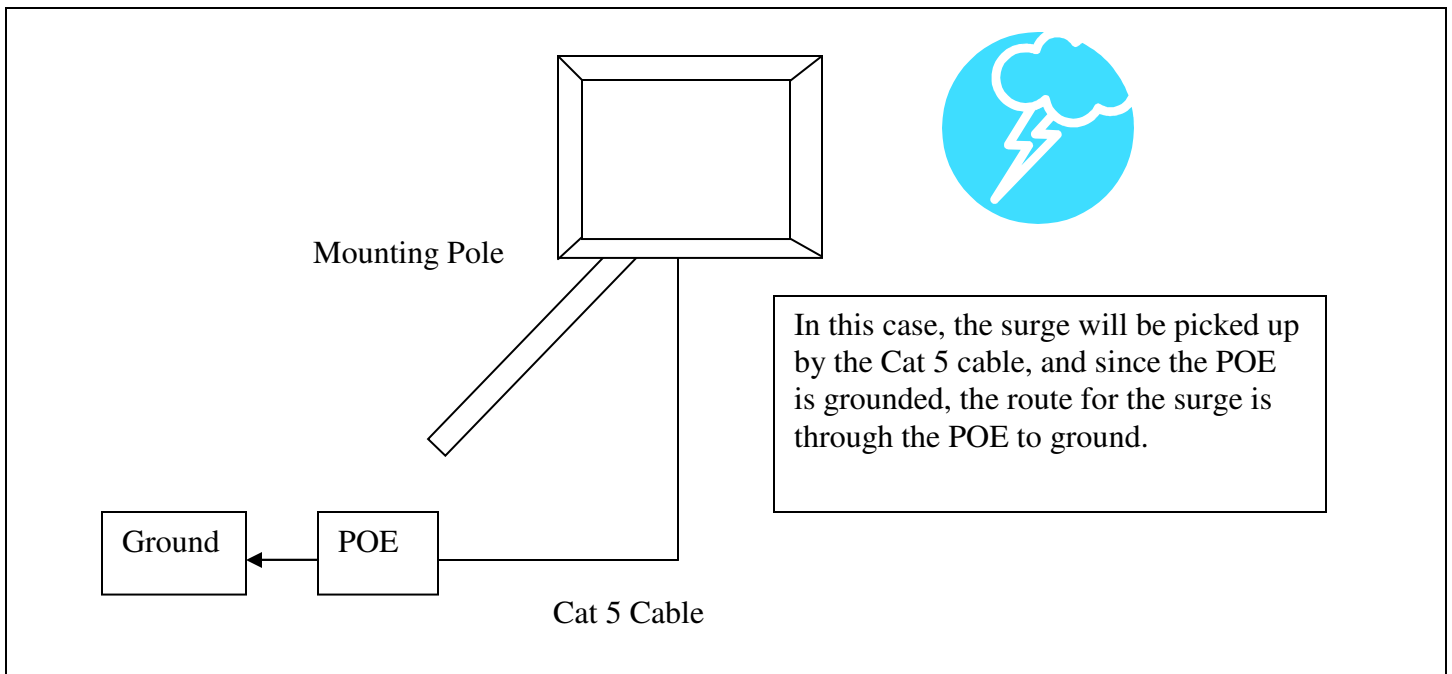 Mounting Pole
In this case, the surge will be picked up
by the Cat 5 cable, and since the POE
is grounded, the route for the surge is
through the POE to ground.
Ground
POE
Cat 5 Cable